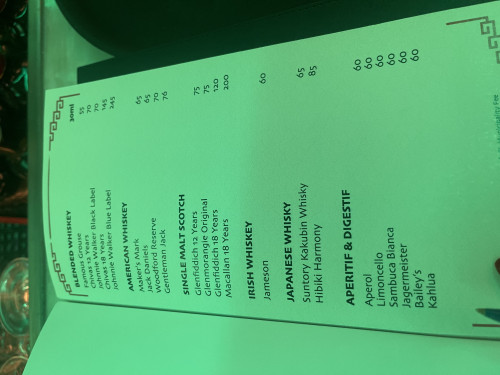 BLENDED WHISKEY 30ml
Famous Grouse 55
Chivas 12 Years 70
Johnnie Walker Black Label 70
Chivas 18 Years 145
Johnnie Walker Blue Label 245
AMERICAN WHISKEY
Maker's Mark 65
Jack Daniels 65
Woodford Reserve 70
Gentleman Jack 76
SINGLE MALT SCOTCH
Glenfiddich 12 Years 75
Glenmorangie Original 75
Glenfiddich 18 Years 120
Macallan 18 Years 200
IRISH WHISKEY
Jameson 60
JAPANESE WHISKY
Suntory Kakubin Whisky 65
Hibiki Harmony 85
APERITIF & DIGESTIF
Aperol 60
Limoncello 60
Sambuca Bianca 60
Jagermeister 60
Bailey's 60
Kahlua 60